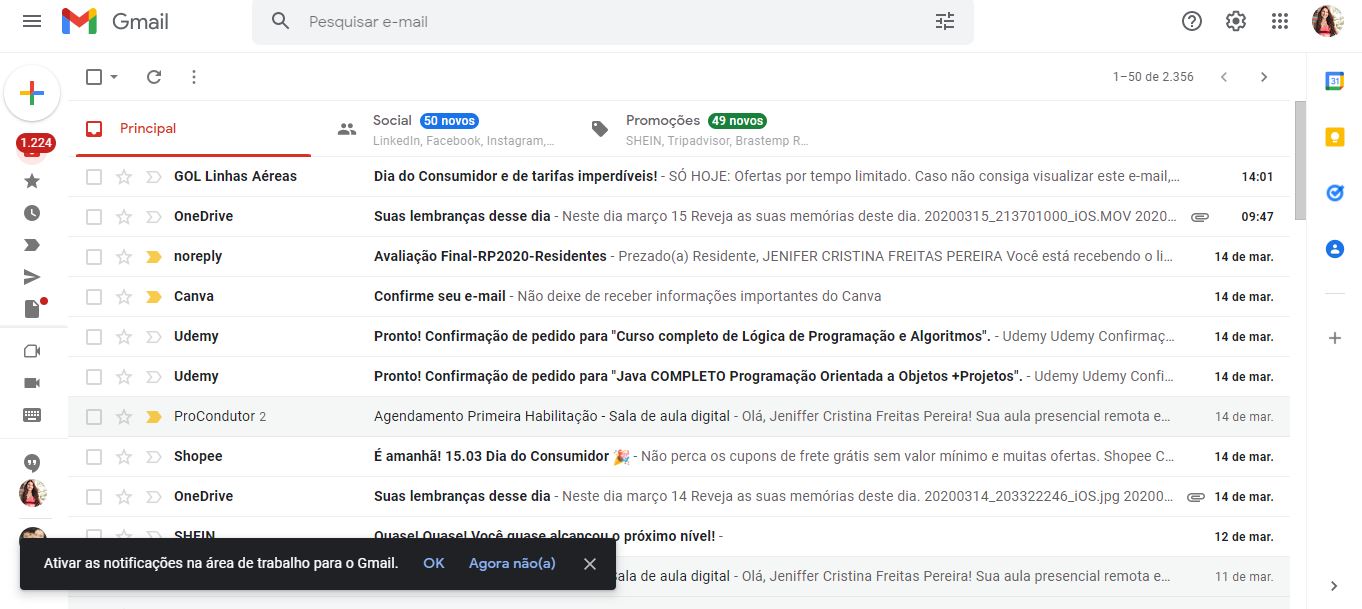 Gmail
Pesquisar e-mail
1–50 de 2.356
31
1.224
Principal
Social 50 novos
LinkedIn, Facebook, Instagram,...
Promoções 49 novos
SHEIN, Tripadvisor, Brastemp R...
GOL Linhas Aéreas Dia do Consumidor e de tarifas imperdíveis! - SÓ HOJE: Ofertas por tempo limitado. Caso não consiga visualizar este e-mail,... 14:01
OneDrive Suas lembranças desse dia - Neste dia março 15 Reveja as suas memórias deste dia. 20200315_213701000_iOS.MOV 2020... 09:47
noreply Avaliação Final-RP2020-Residentes - Prezado(a) Residente, JENIFER CRISTINA FREITAS PEREIRA Você está recebendo o li... 14 de mar.
Canva Confirme seu e-mail - Não deixe de receber informações importantes do Canva 14 de mar.
Udemy Pronto! Confirmação de pedido para "Curso completo de Lógica de Programação e Algoritmos". - Udemy Udemy Confirmaç... 14 de mar.
Udemy Pronto! Confirmação de pedido para "Java COMPLETO Programação Orientada a Objetos +Projetos". - Udemy Udemy Confi... 14 de mar.
ProCondutor 2 Agendamento Primeira Habilitação - Sala de aula digital - Olá, Jeniffer Cristina Freitas Pereira! Sua aula presencial remota e... 14 de mar.
Shopee É amanhã! 15.03 Dia do Consumidor 🎉 - Não perca os cupons de frete grátis sem valor mínimo e muitas ofertas. Shopee C... 14 de mar.
OneDrive Suas lembranças desse dia - Neste dia março 14 Reveja as suas memórias deste dia. 20200314_203322246_iOS.jpg 20200... 14 de mar.
SHEIN Quase! Quase! Você quase alcançou o próximo nível! - 12 de mar.
Sala de aula digital - Olá, Jeniffer Cristina Freitas Pereira! Sua aula presencial remota e... 11 de mar.
Ativar as notificações na área de trabalho para o Gmail. OK Agora não(a)